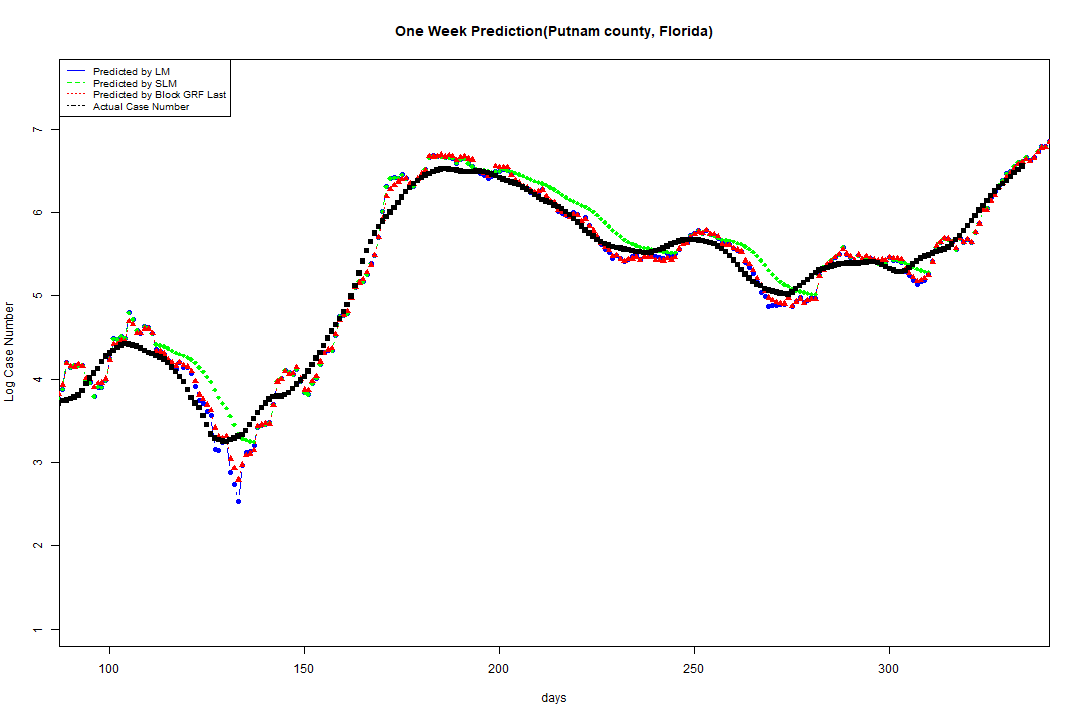 One Week Prediction(Putnam county, Florida)
Predicted by LM
Predicted by SLM
Predicted by Block GRF Last
Actual Case Number
Log Case Number
7
6
5
4
3
2
1
100 150 200 250 300
days